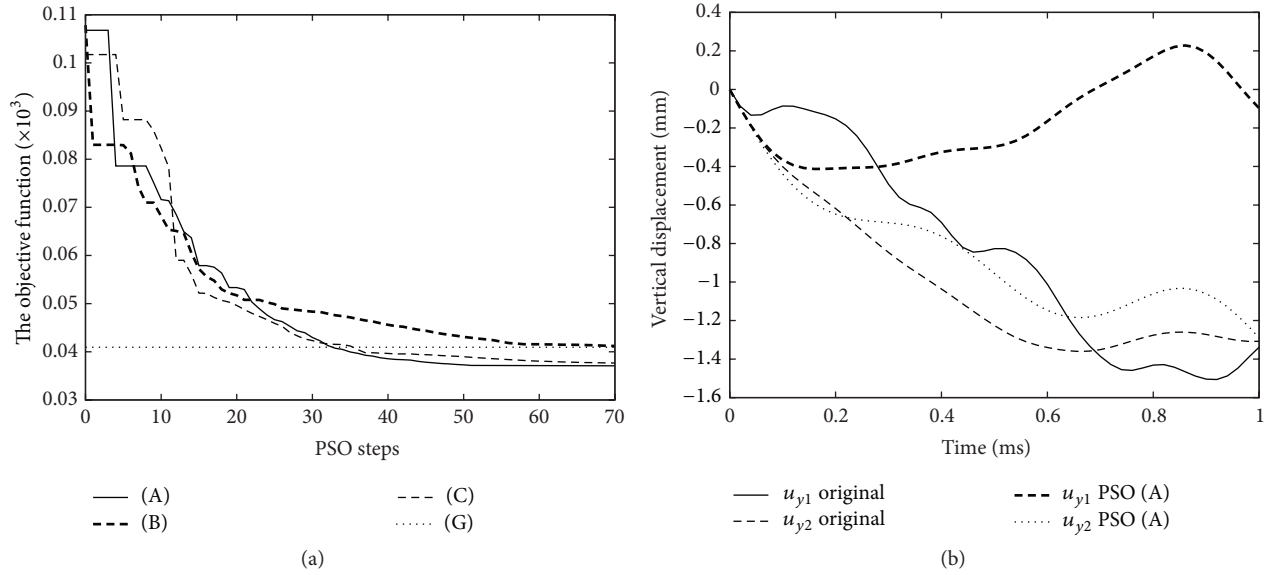 0.11
0.1
0.09
0.08
0.07
0.06
0.05
0.04
0.03
The objective function (×10³)
0 10 20 30 40 50 60 70
PSO steps
(A)
(B)
(C)
(G)
(a)
0.4
0.2
0
−0.2
−0.4
−0.6
−0.8
−1
−1.2
−1.4
−1.6
Vertical displacement (mm)
0 0.2 0.4 0.6 0.8 1
Time (ms)
u_y1 original
u_y2 original
u_y1 PSO (A)
u_y2 PSO (A)
(b)